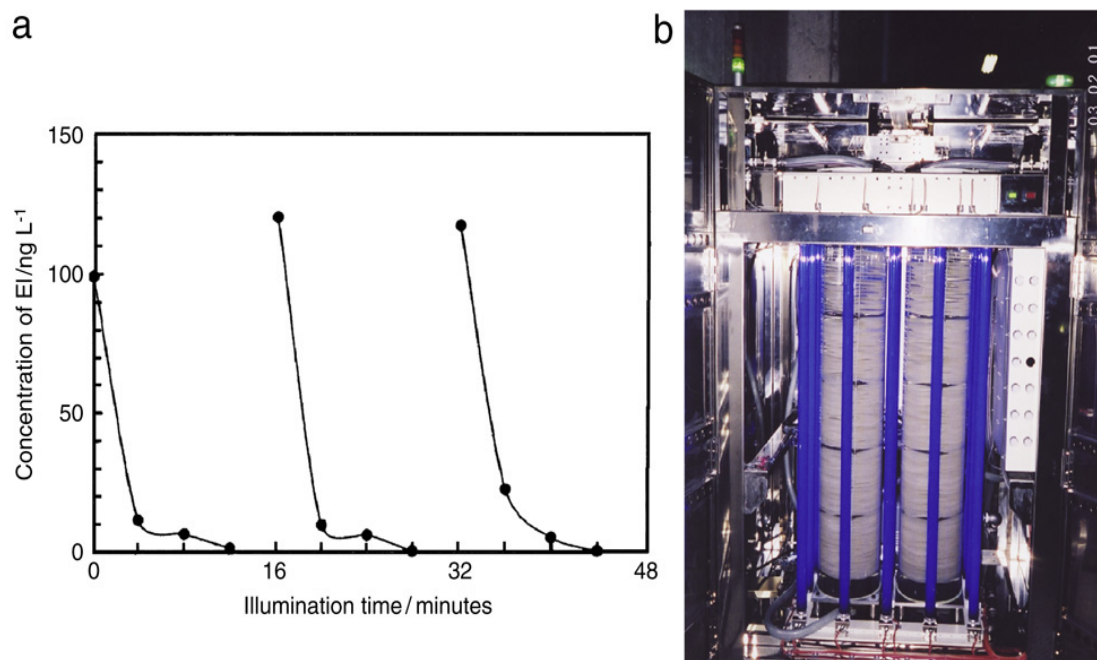 a
b
150
100
50
0
Concentration of EI/ng L⁻¹
0
16
32
48
Illumination time/minutes
03 02 01